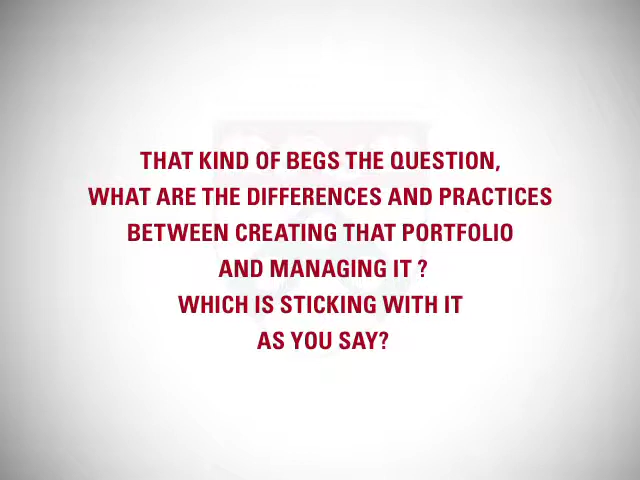 THAT KIND OF BEGS THE QUESTION,
WHAT ARE THE DIFFERENCES AND PRACTICES
BETWEEN CREATING THAT PORTFOLIO
AND MANAGING IT ?
WHICH IS STICKING WITH IT
AS YOU SAY?